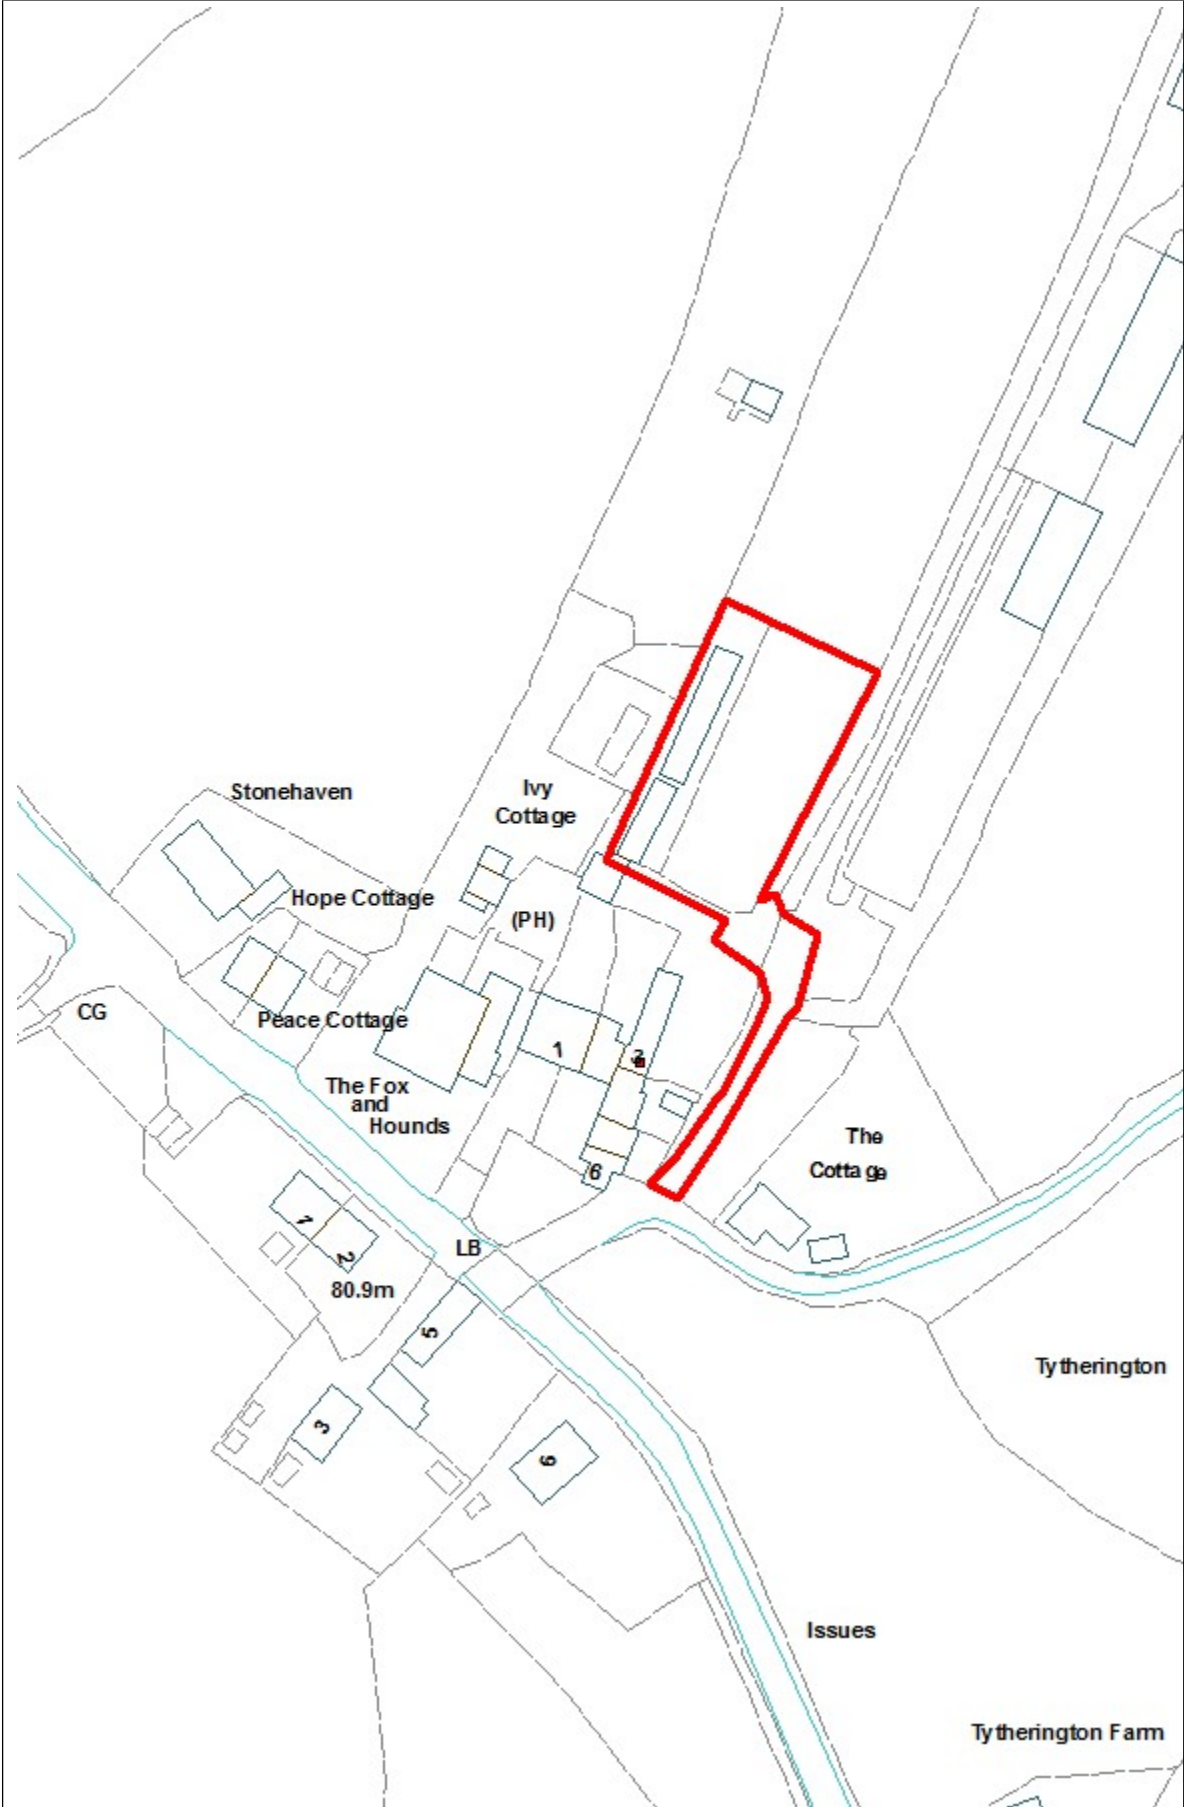 Stonehaven
Ivy
Cottage
Hope Cottage
(PH)
CG
Peace Cottage
1
The Fox
and
Hounds
The
Cottage
6
1
2
LB
80.9m
5
Tytherington
3
6
Issues
Tytherington Farm